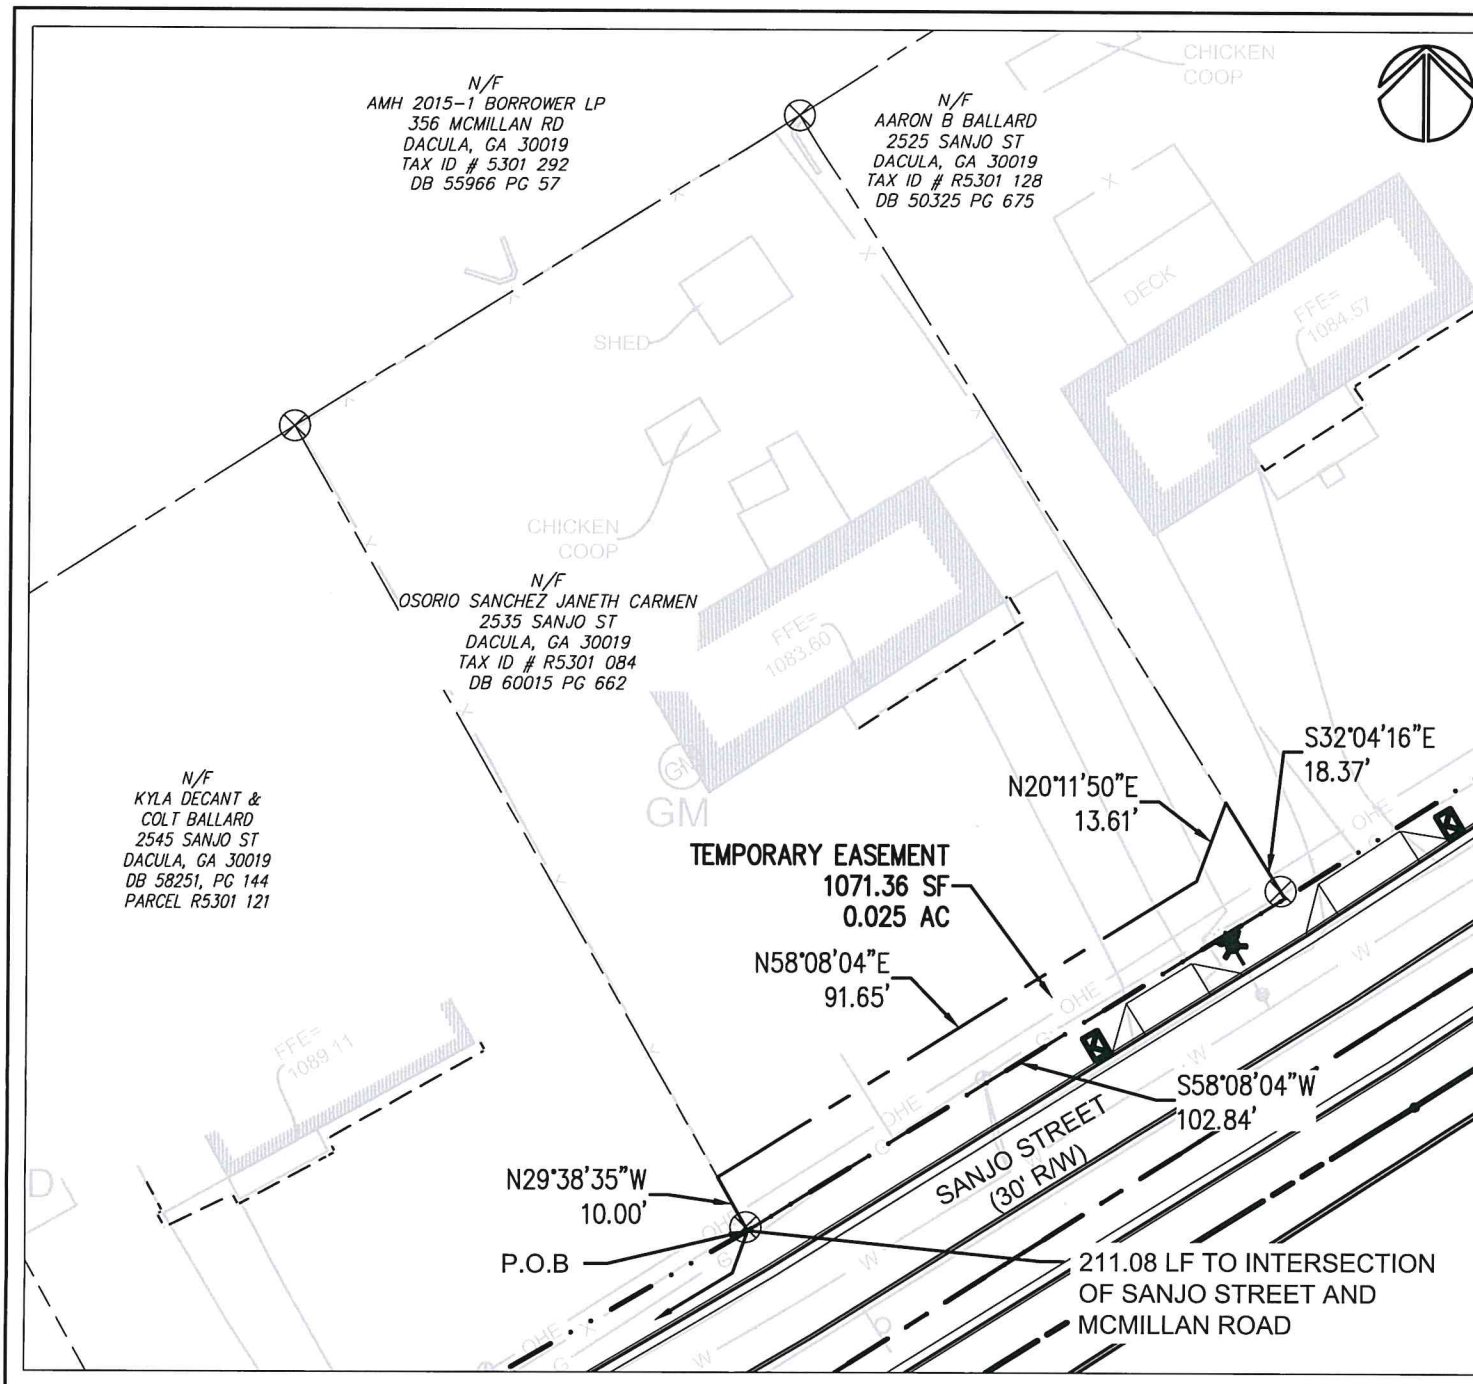 N/F
AMH 2015-1 BORROWER LP
356 MCMILLAN RD
DACULA, GA 30019
TAX ID # 5301 292
DB 55966 PG 57
N/F
AARON B BALLARD
2525 SANJO ST
DACULA, GA 30019
TAX ID # R5301 128
DB 50325 PG 675
CHICKEN
COOP
X
DECK
FFE=
1084.57
SHED
CHICKEN
COOP
N/F
OSORIO SANCHEZ JANETH CARMEN
2535 SANJO ST
DACULA, GA 30019
TAX ID # R5301 084
DB 60015 PG 662
FFE=
1083.60
GM
GM
N/F
KYLA DECANT &
COLT BALLARD
2545 SANJO ST
DACULA, GA 30019
DB 58251, PG 144
PARCEL R5301 121
S32°04'16"E
18.37'
N20°11'50"E
13.61'
TEMPORARY EASEMENT
1071.36 SF
0.025 AC
N58°08'04"E
91.65'
OHE
OHE
G
W
W
FFE=
1089.11
D
S58°08'04"W
102.84'
SANJO STREET
(30' R/W)
OHE
G
N29°38'35"W
10.00'
P.O.B
OHE
G
W
211.08 LF TO INTERSECTION
OF SANJO STREET AND
MCMILLAN ROAD
OHE
X
G
W